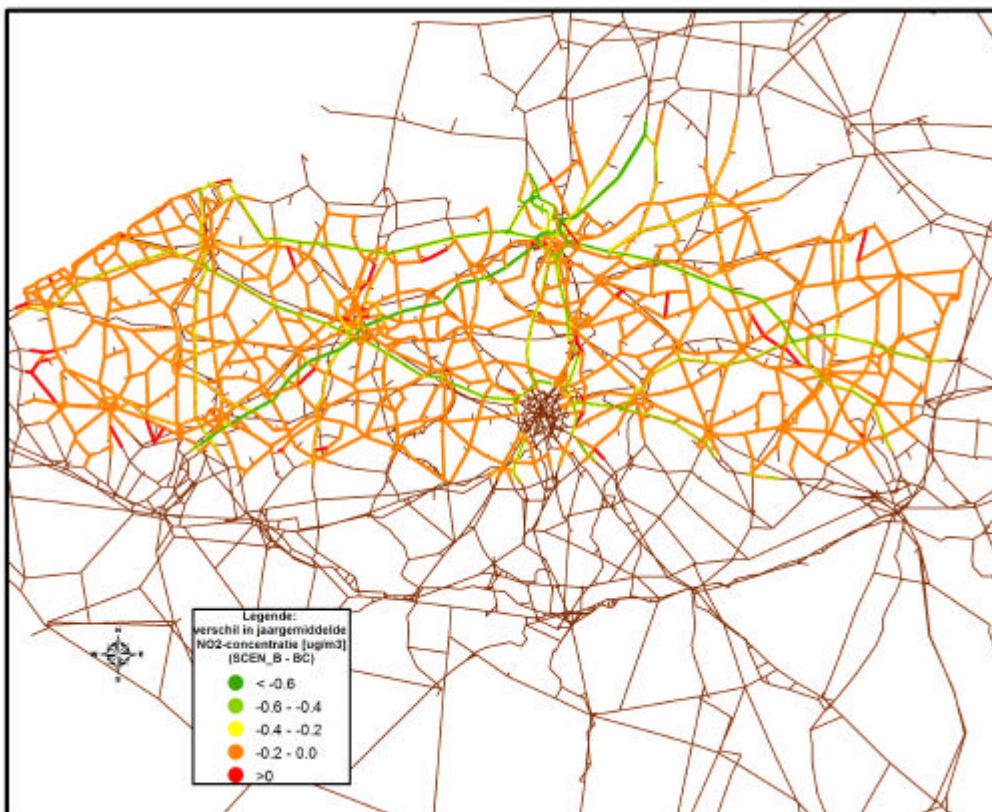 N
W E
S
Legende:
verschil in jaargemiddelde
NO2-concentratie [ug/m3]
(SCEN_B - BC)
< -0.6
-0.6 - -0.4
-0.4 - -0.2
-0.2 - 0.0
>0